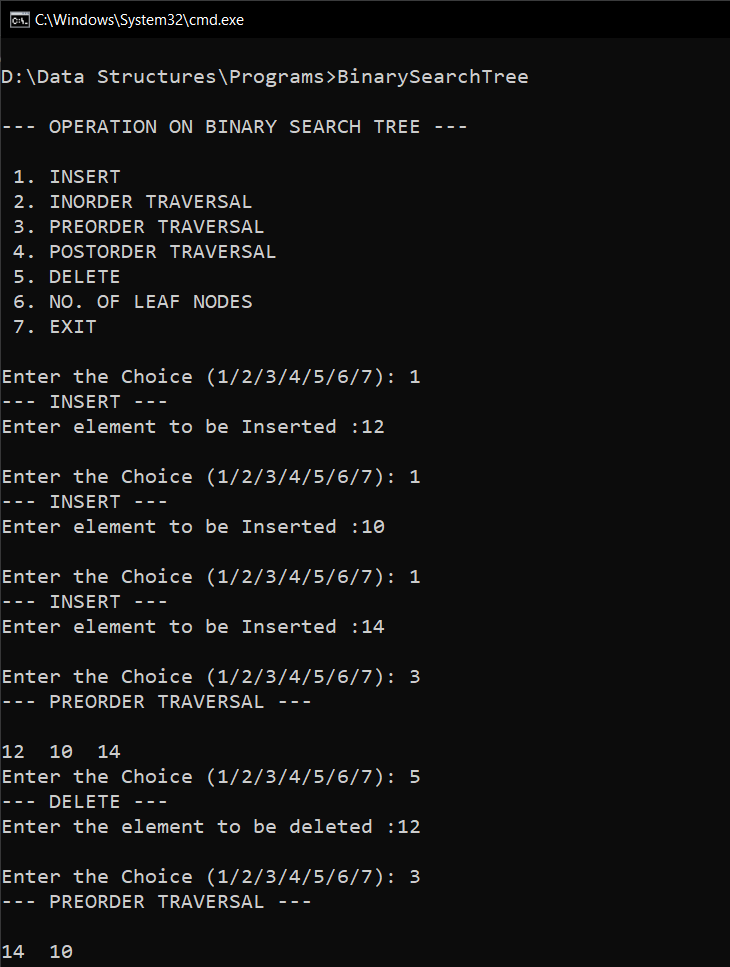 C:\Windows\System32\cmd.exe
D:\Data Structures\Programs>BinarySearchTree
--- OPERATION ON BINARY SEARCH TREE ---
1. INSERT
2. INORDER TRAVERSAL
3. PREORDER TRAVERSAL
4. POSTORDER TRAVERSAL
5. DELETE
6. NO. OF LEAF NODES
7. EXIT
Enter the Choice (1/2/3/4/5/6/7): 1
--- INSERT ---
Enter element to be Inserted :12
Enter the Choice (1/2/3/4/5/6/7): 1
--- INSERT ---
Enter element to be Inserted :10
Enter the Choice (1/2/3/4/5/6/7): 1
--- INSERT ---
Enter element to be Inserted :14
Enter the Choice (1/2/3/4/5/6/7): 3
--- PREORDER TRAVERSAL ---
12  10  14
Enter the Choice (1/2/3/4/5/6/7): 5
--- DELETE ---
Enter the element to be deleted :12
Enter the Choice (1/2/3/4/5/6/7): 3
--- PREORDER TRAVERSAL ---
14  10